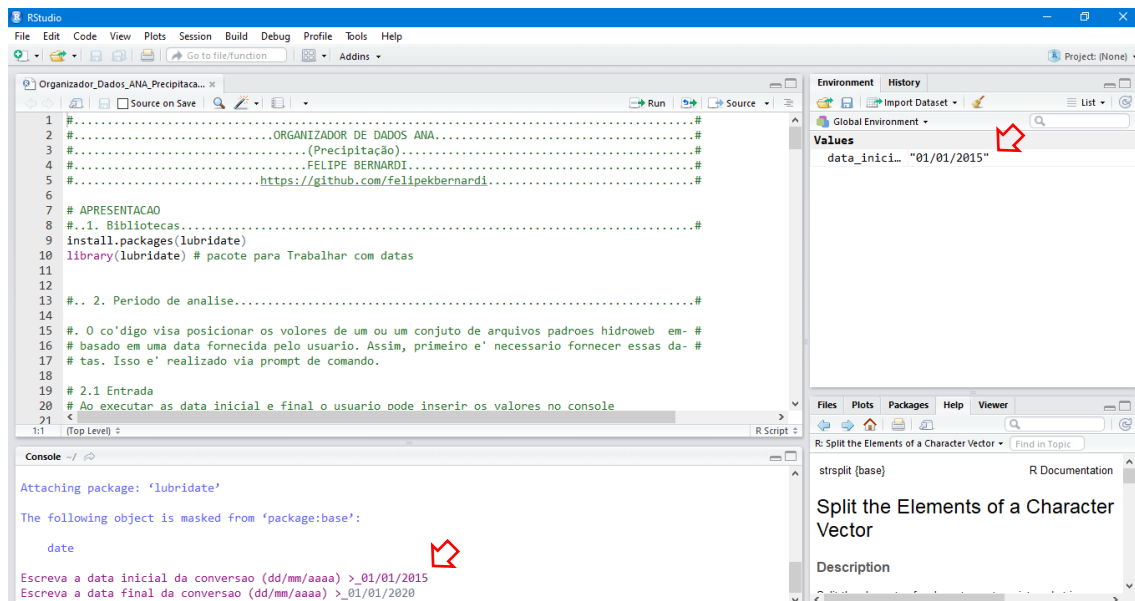 RStudio
File Edit Code View Plots Session Build Debug Profile Tools Help
Go to file/function Addins Project: (None)
Organizador_Dados_ANA_Precipitaca...
Source on Save Run Source
1 #..............................................................................................#
2 #..............................ORGANIZADOR DE DADOS ANA.......................................#
3 #....................................(Precipitação)............................................#
4 #...................................FELIPE BERNARDI............................................#
5 #............................https://github.com/felipekbernardi...............................#
6
7 # APRESENTACAO
8 #..1. Bibliotecas..............................................................................#
9 install.packages(lubridate)
10 library(lubridate) # pacote para Trabalhar com datas
11
12
13 #.. 2. Periodo de analise.....................................................................#
14
15 #. O co'digo visa posicionar os volores de um ou um conjuto de arquivos padroes hidroweb em- #
16 # basado em uma data fornecida pelo usuario. Assim, primeiro e' necessario fornecer essas da- #
17 # tas. Isso e' realizado via prompt de comando.
18
19 # 2.1 Entrada
20 # Ao executar as data inicial e final o usuario pode inserir os valores no console
21
1:1 (Top Level) R Script
Console ~/
Attaching package: ‘lubridate’
The following object is masked from ‘package:base’:
date
Escreva a data inicial da conversao (dd/mm/aaaa) >_01/01/2015
Escreva a data final da conversao (dd/mm/aaaa) >_01/01/2020
Environment History
Import Dataset List
Global Environment
Values
data_inici… "01/01/2015"
Files Plots Packages Help Viewer
R: Split the Elements of a Character Vector Find in Topic
strsplit {base} R Documentation
Split the Elements of a Character
Vector
Description